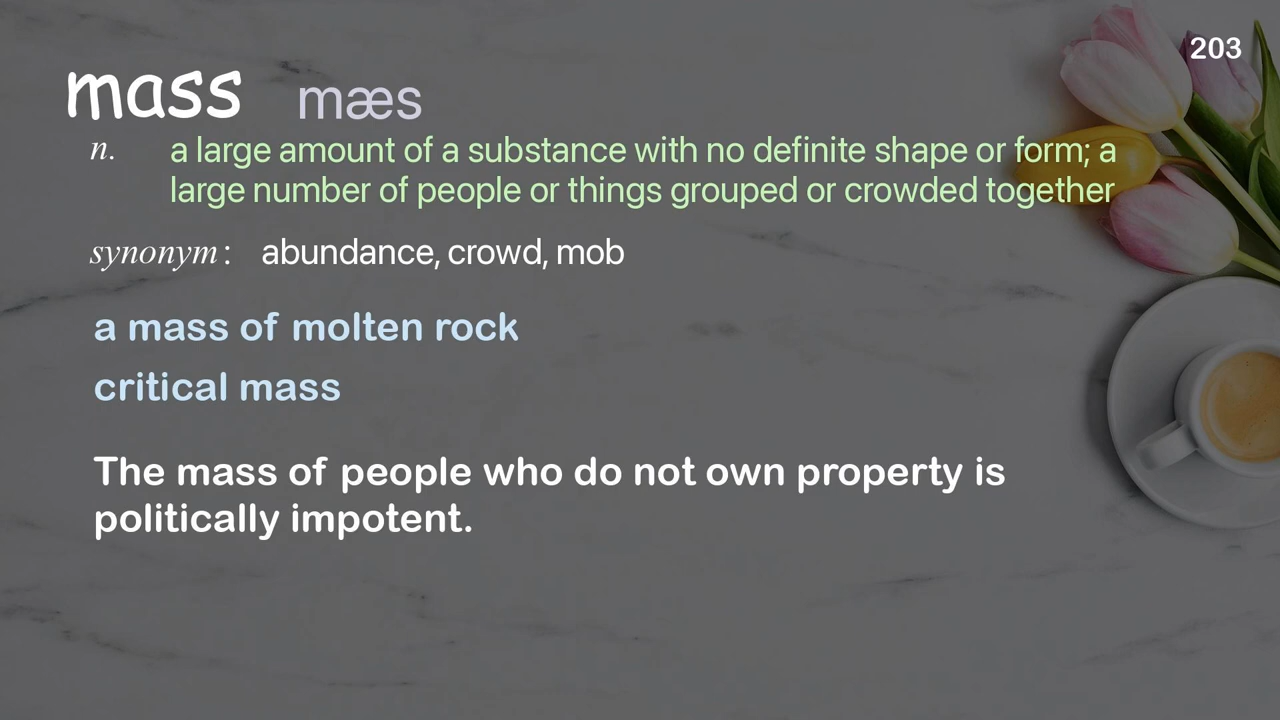 203
mass mæs
n. a large amount of a substance with no definite shape or form; a
large number of people or things grouped or crowded together
synonym: abundance, crowd, mob
a mass of molten rock
critical mass
The mass of people who do not own property is
politically impotent.